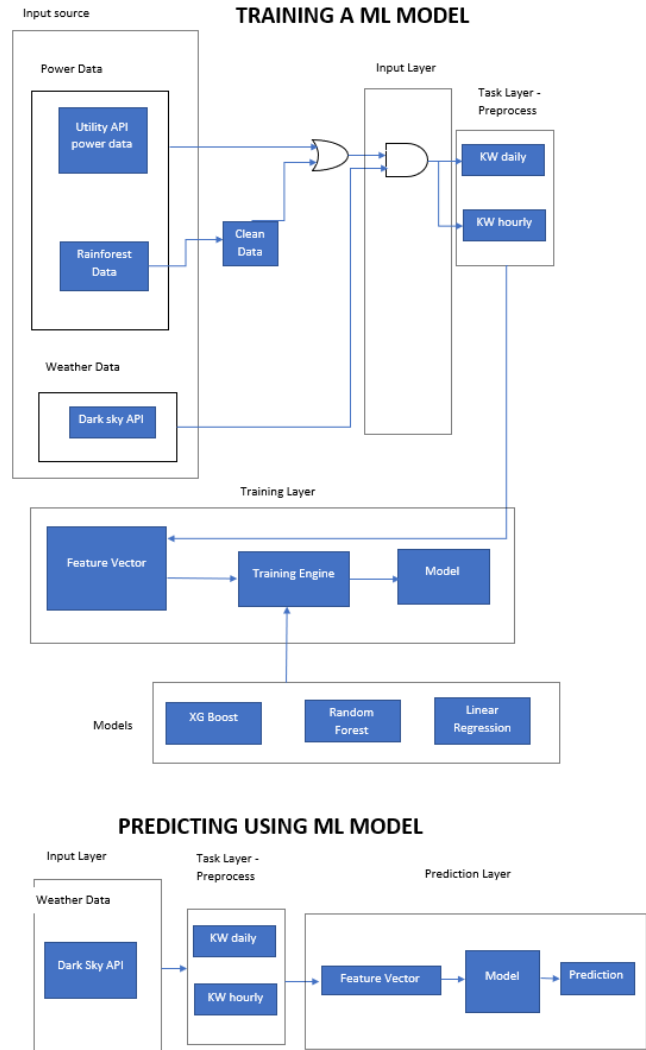 Input source
TRAINING A ML MODEL
Power Data
Input Layer
Task Layer -
Preprocess
Utility API
power data
KW daily
KW hourly
Rainforest
Data
Clean
Data
Weather Data
Dark sky API
Training Layer
Feature Vector
Training Engine
Model
Models
XG Boost
Random
Forest
Linear
Regression
PREDICTING USING ML MODEL
Input Layer
Task Layer -
Preprocess
Prediction Layer
Weather Data
Dark Sky API
KW daily
KW hourly
Feature Vector
Model
Prediction